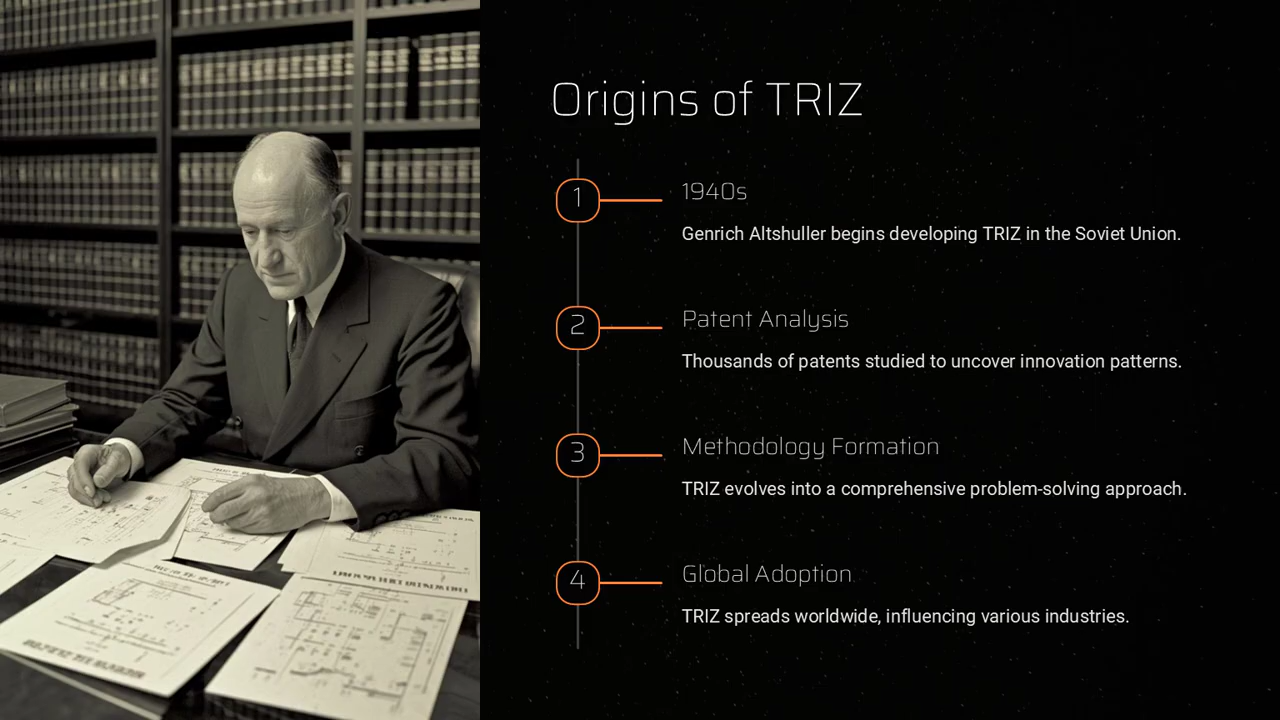 Origins of TRIZ
1
1940s
Genrich Altshuller begins developing TRIZ in the Soviet Union.
2
Patent Analysis
Thousands of patents studied to uncover innovation patterns.
3
Methodology Formation
TRIZ evolves into a comprehensive problem-solving approach.
4
Global Adoption
TRIZ spreads worldwide, influencing various industries.